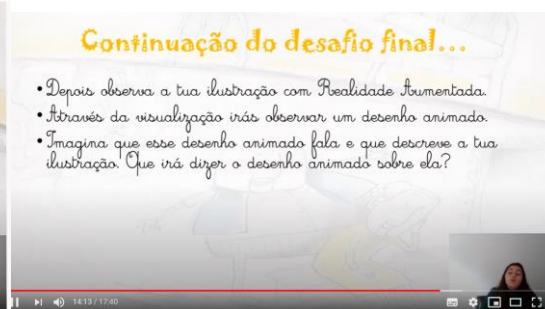 Continuação do desafio final...
• Depois observa a tua ilustração com Realidade Aumentada.
• Através da visualização irás observar um desenho animado.
• Imagina que esse desenho animado fala e que descreve a tua
ilustração. Que irá dizer o desenho animado sobre ela?
14:13 / 17:40